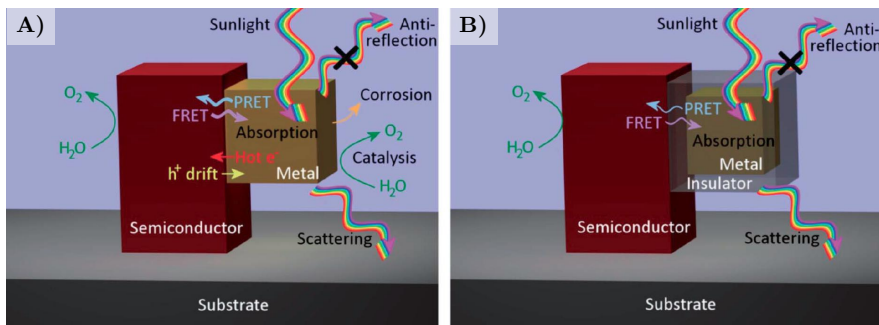 A)
Sunlight
Anti-
reflection
O₂
PRET
FRET
Corrosion
Absorption
O₂
H₂O
Hot e⁻
Catalysis
h⁺ drift
Metal
H₂O
Semiconductor
Scattering
Substrate
B)
Sunlight
Anti-
reflection
O₂
PRET
FRET
Absorption
H₂O
Metal
Insulator
Semiconductor
Scattering
Substrate